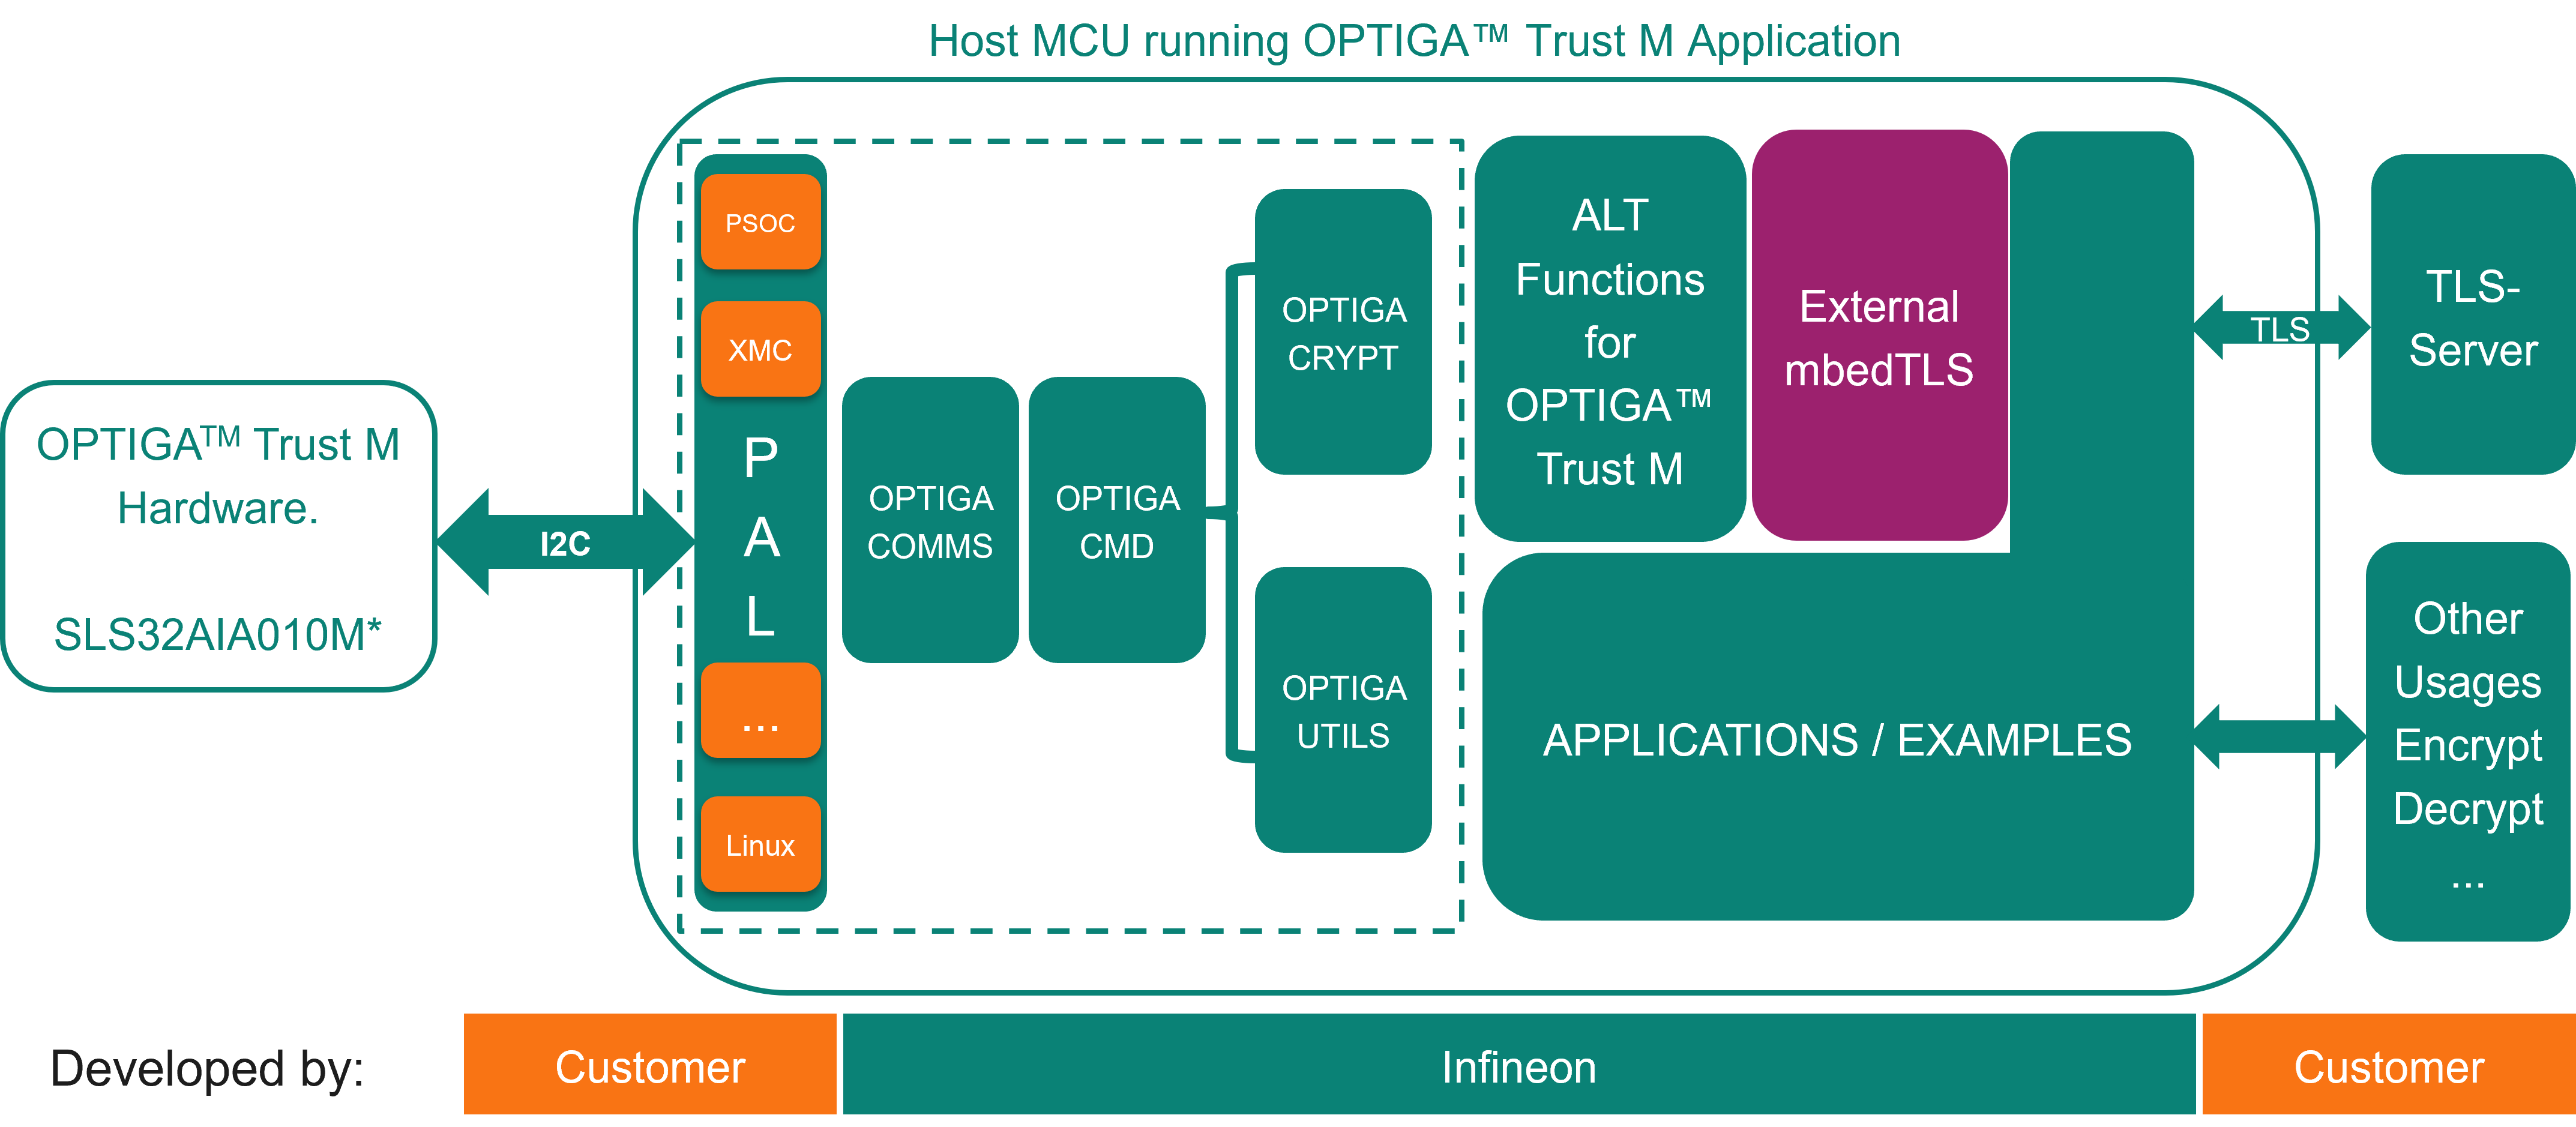 Host MCU running OPTIGA™ Trust M Application
OPTIGA™ Trust M
Hardware.
SLS32AIA010M*
I2C
PSOC
XMC
P
A
L
...
Linux
OPTIGA
COMMS
OPTIGA
CMD
OPTIGA
CRYPT
OPTIGA
UTILS
ALT
Functions
for
OPTIGA™
Trust M
External
mbedTLS
APPLICATIONS / EXAMPLES
TLS
TLS-
Server
Other
Usages
Encrypt
Decrypt
...
Developed by:
Customer
Infineon
Customer